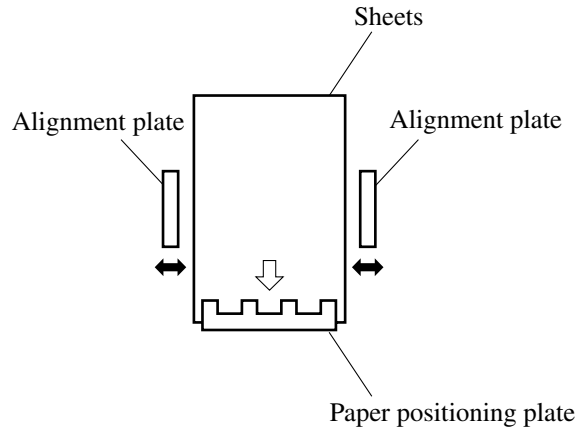 Sheets
Alignment plate
Alignment plate
Paper positioning plate